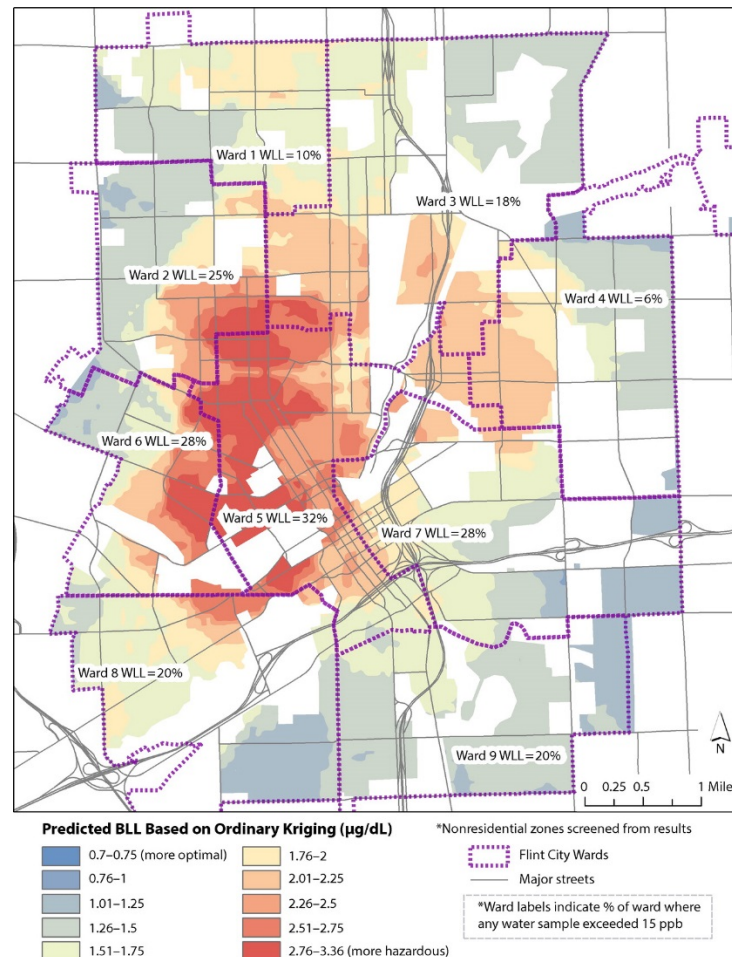 Ward 1 WLL = 10%
Ward 3 WLL = 18%
Ward 2 WLL = 25%
Ward 4 WLL = 6%
Ward 6 WLL = 28%
Ward 5 WLL = 32%
Ward 7 WLL = 28%
Ward 8 WLL = 20%
Ward 9 WLL = 20%
N
0 0.25 0.5 1 Mile
Predicted BLL Based on Ordinary Kriging (µg/dL)
*Nonresidential zones screened from results
0.7–0.75 (more optimal)
0.76–1
1.01–1.25
1.26–1.5
1.51–1.75
1.76–2
2.01–2.25
2.26–2.5
2.51–2.75
2.76–3.36 (more hazardous)
Flint City Wards
Major streets
*Ward labels indicate % of ward where
any water sample exceeded 15 ppb